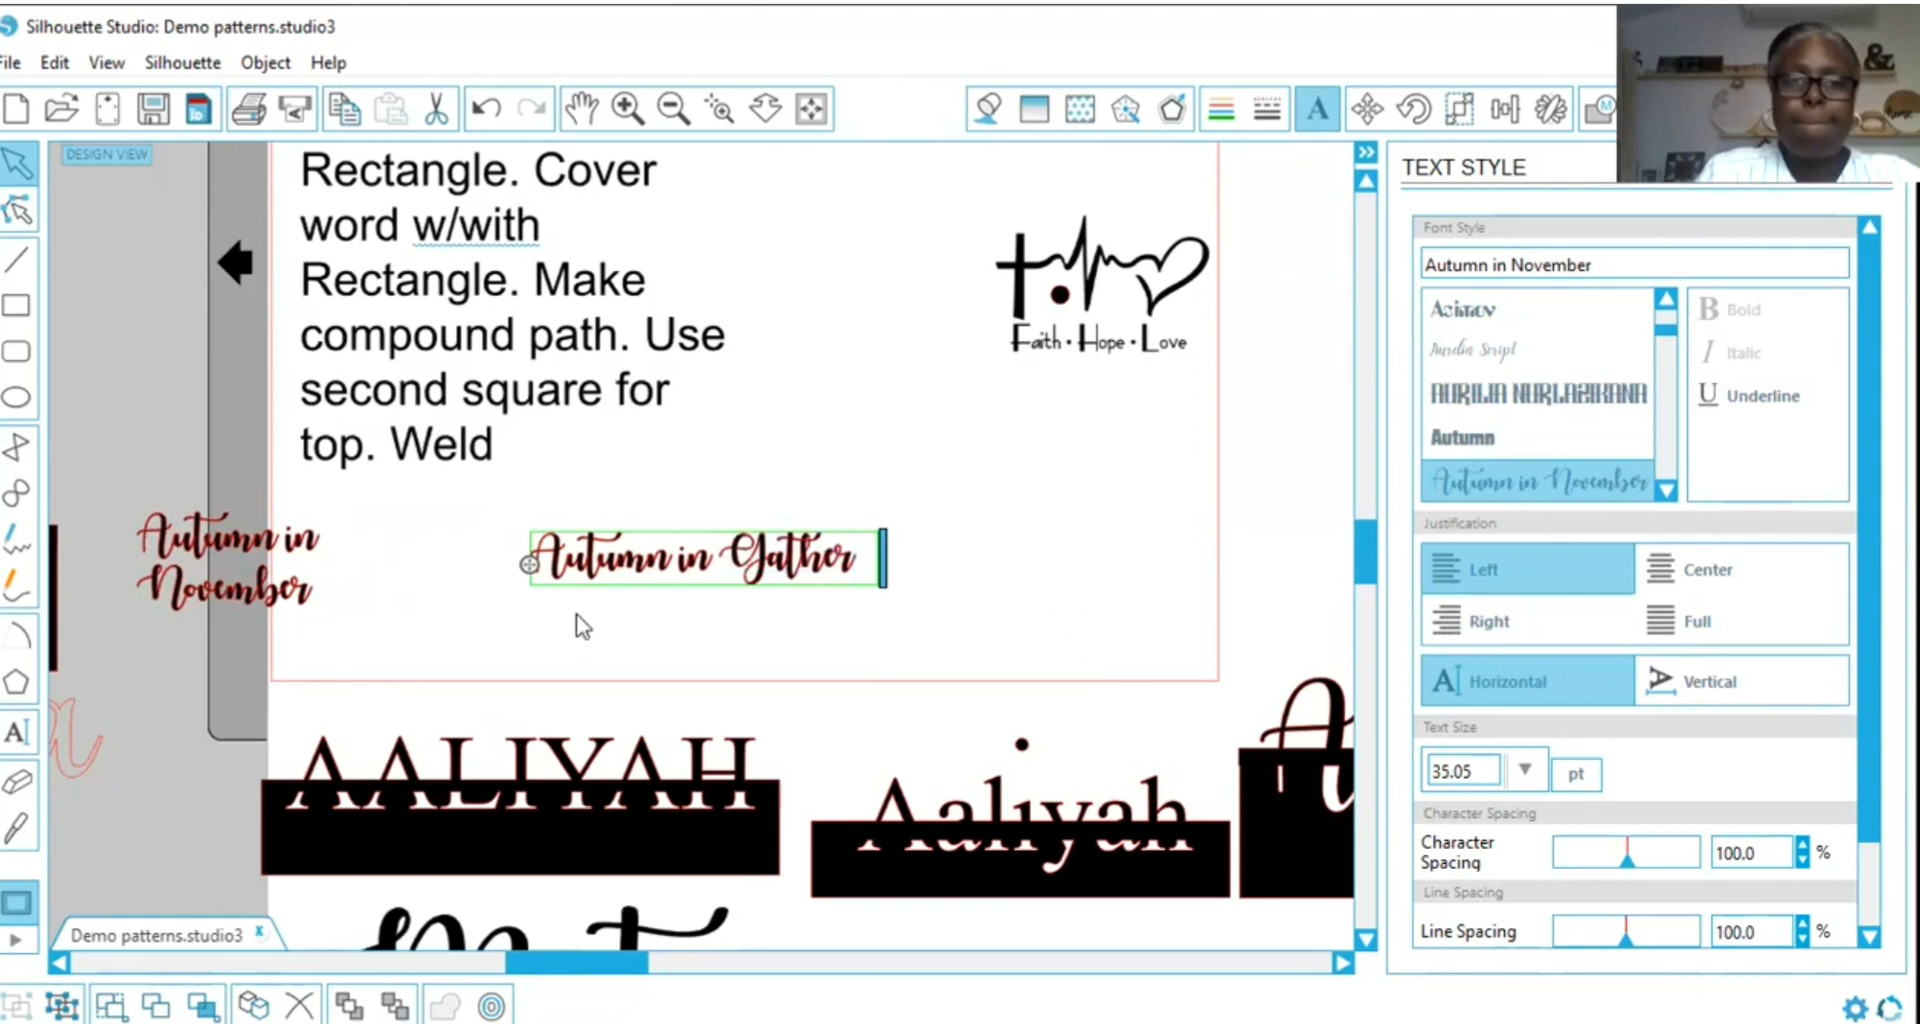 Silhouette Studio: Demo patterns.studio3
File Edit View Silhouette Object Help
DESIGN VIEW
Rectangle. Cover
word w/with
Rectangle. Make
compound path. Use
second square for
top. Weld
Faith · Hope · Love
Autumn in
November
Autumn in Gather
AALIYAH
Aaliyah
Demo patterns.studio3 x
TEXT STYLE
Font Style
Autumn in November
Asimov
Aurelia Script
AURILIA NURLAZIKANA
Autumn
Autumn in November
B Bold
I Italic
U Underline
Justification
Left
Center
Right
Full
Horizontal
Vertical
Text Size
35.05
pt
Character Spacing
Character
Spacing
100.0 %
Line Spacing
Line Spacing
100.0 %